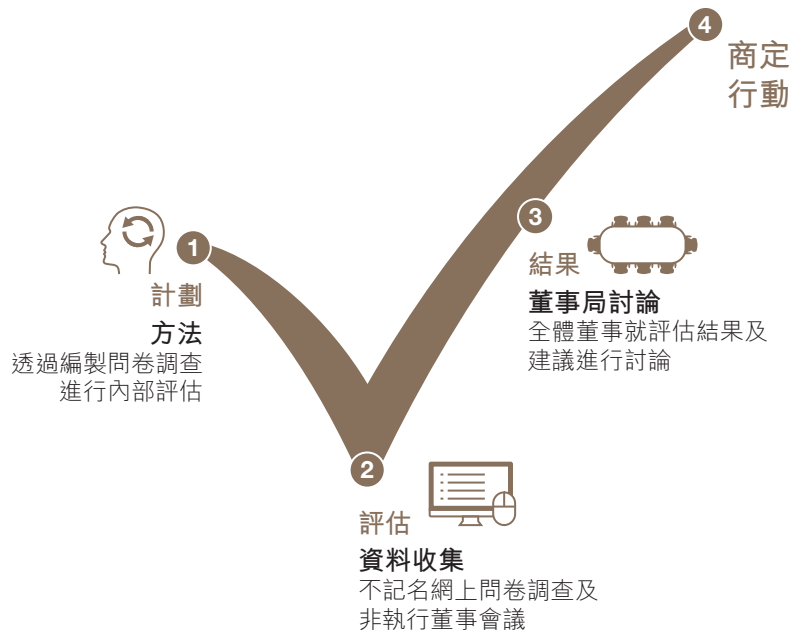 1
計劃
方法
透過編製問卷調查
進行內部評估
2
評估
資料收集
不記名網上問卷調查及
非執行董事會議
3
結果
董事局討論
全體董事就評估結果及
建議進行討論
4
商定
行動